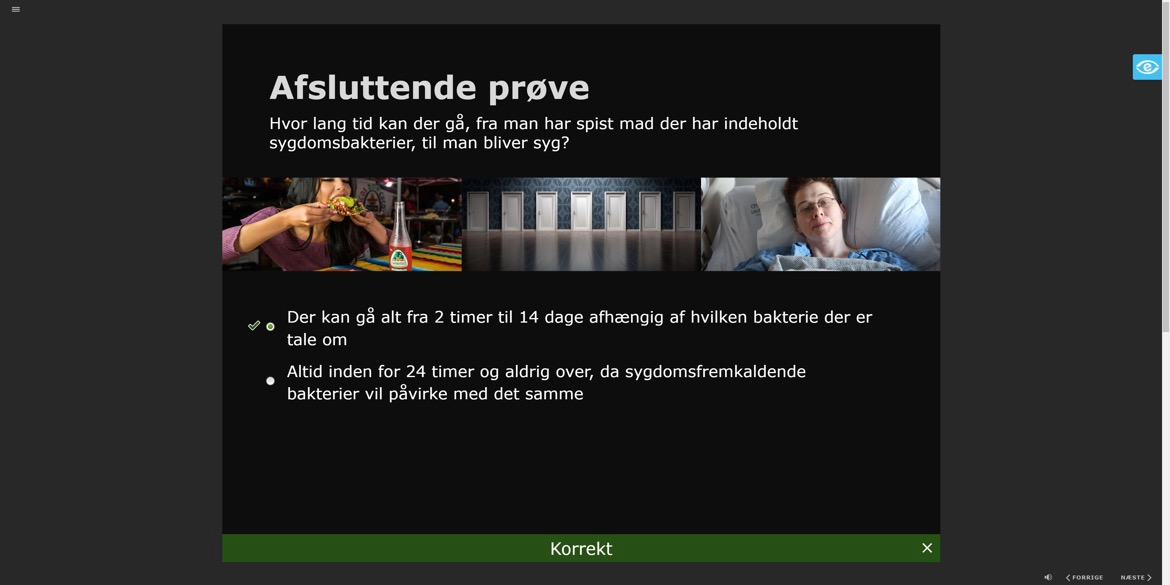 Afsluttende prøve
Hvor lang tid kan der gå, fra man har spist mad der har indeholdt
sygdomsbakterier, til man bliver syg?
Der kan gå alt fra 2 timer til 14 dage afhængig af hvilken bakterie der er
tale om
Altid inden for 24 timer og aldrig over, da sygdomsfremkaldende
bakterier vil påvirke med det samme
Korrekt
FORRIGE
NÆSTE